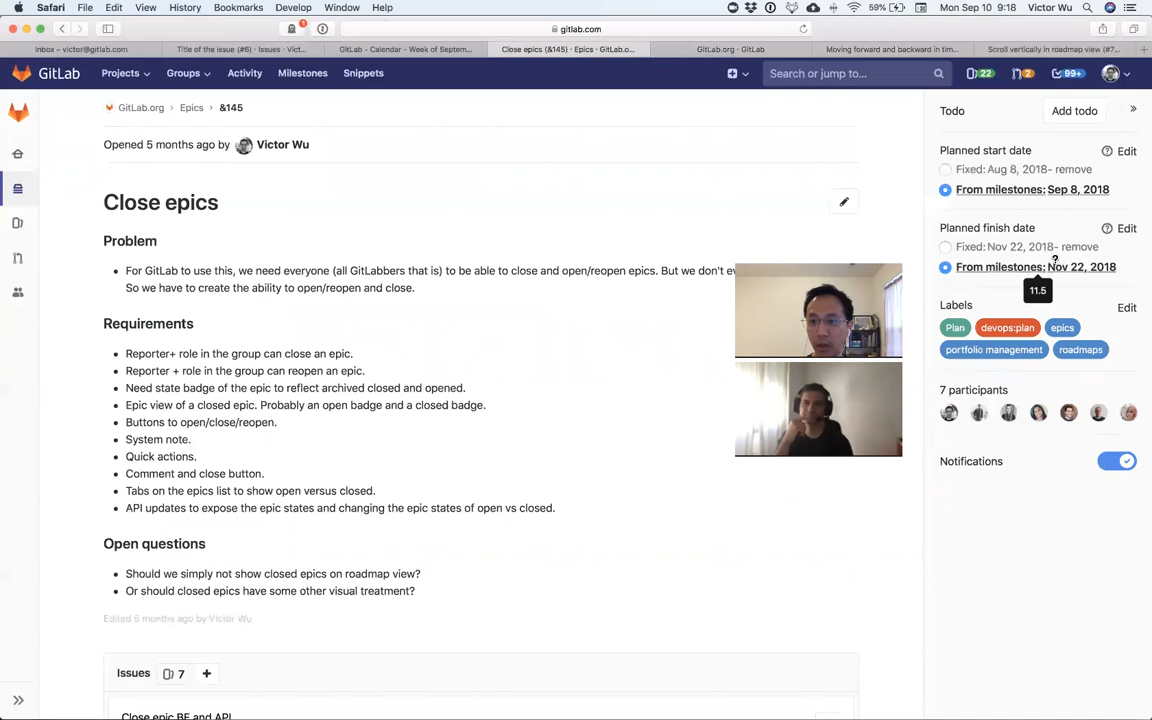 Safari File Edit View History Bookmarks Develop Window Help 59% Mon Sep 10 9:18 Victor Wu
1 gitlab.com
Inbox – victor@gitlab.com Title of the issue (#6) · Issues · Vict... GitLab - Calendar - Week of Septem... Close epics (&145) · Epics · GitLab.o... GitLab.org · GitLab Moving forward and backward in tim... Scroll vertically in roadmap view (#7...
GitLab Projects Groups Activity Milestones Snippets Search or jump to... 22 2 99+
GitLab.org > Epics > &145
Opened 5 months ago by Victor Wu
Close epics
Problem
For GitLab to use this, we need everyone (all GitLabbers that is) to be able to close and open/reopen epics. But we don't ev
So we have to create the ability to open/reopen and close.
Requirements
Reporter+ role in the group can close an epic.
Reporter + role in the group can reopen an epic.
Need state badge of the epic to reflect archived closed and opened.
Epic view of a closed epic. Probably an open badge and a closed badge.
Buttons to open/close/reopen.
System note.
Quick actions.
Comment and close button.
Tabs on the epics list to show open versus closed.
API updates to expose the epic states and changing the epic states of open vs closed.
Open questions
Should we simply not show closed epics on roadmap view?
Or should closed epics have some other visual treatment?
Edited 5 months ago by Victor Wu
Issues 7 +
Close epic BE and API
Todo Add todo »
Planned start date ? Edit
Fixed: Aug 8, 2018- remove
From milestones: Sep 8, 2018
Planned finish date ? Edit
Fixed: Nov 22, 2018- remove
From milestones: Nov 22, 2018
11.5
Labels Edit
Plan devops:plan epics
portfolio management roadmaps
7 participants
Notifications